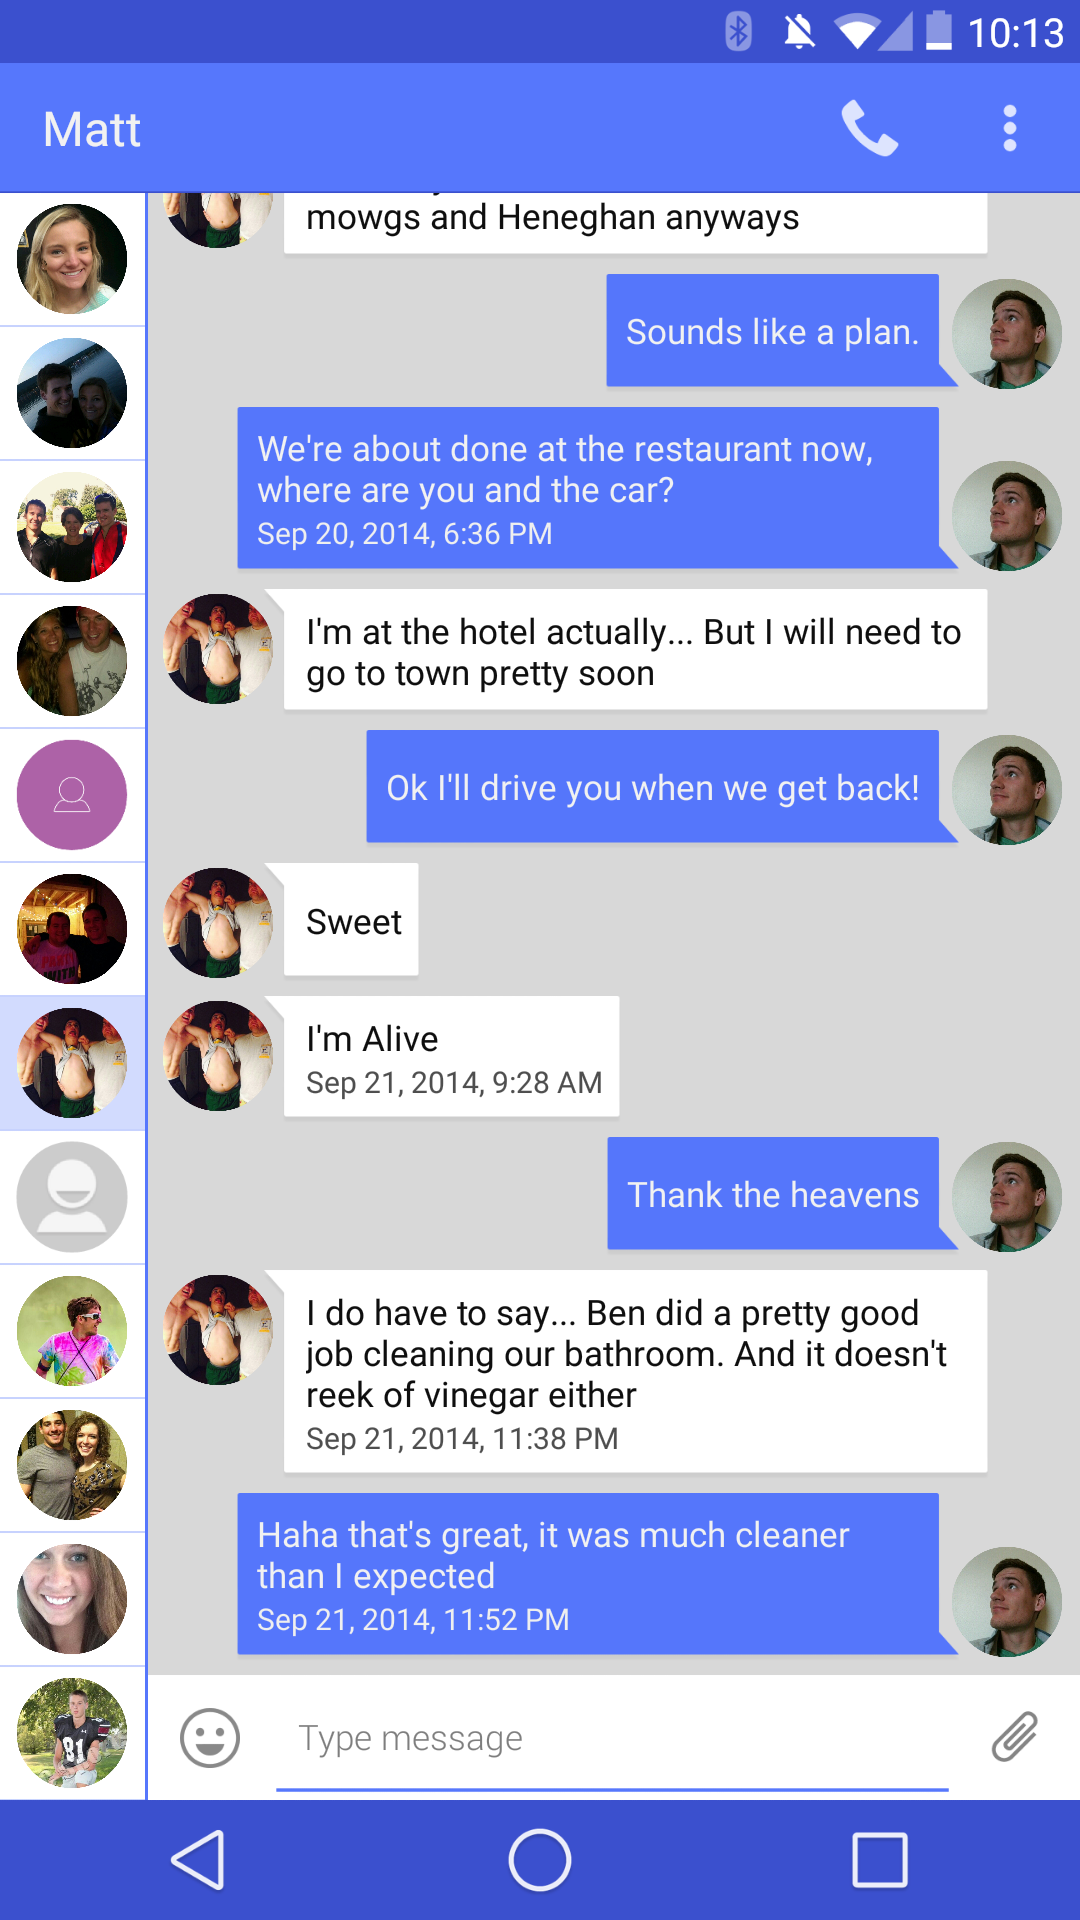 10:13
Matt
mowgs and Heneghan anyways
Sounds like a plan.
We're about done at the restaurant now,
where are you and the car?
Sep 20, 2014, 6:36 PM
I'm at the hotel actually... But I will need to
go to town pretty soon
Ok I'll drive you when we get back!
Sweet
I'm Alive
Sep 21, 2014, 9:28 AM
Thank the heavens
I do have to say... Ben did a pretty good
job cleaning our bathroom. And it doesn't
reek of vinegar either
Sep 21, 2014, 11:38 PM
Haha that's great, it was much cleaner
than I expected
Sep 21, 2014, 11:52 PM
81
Type message